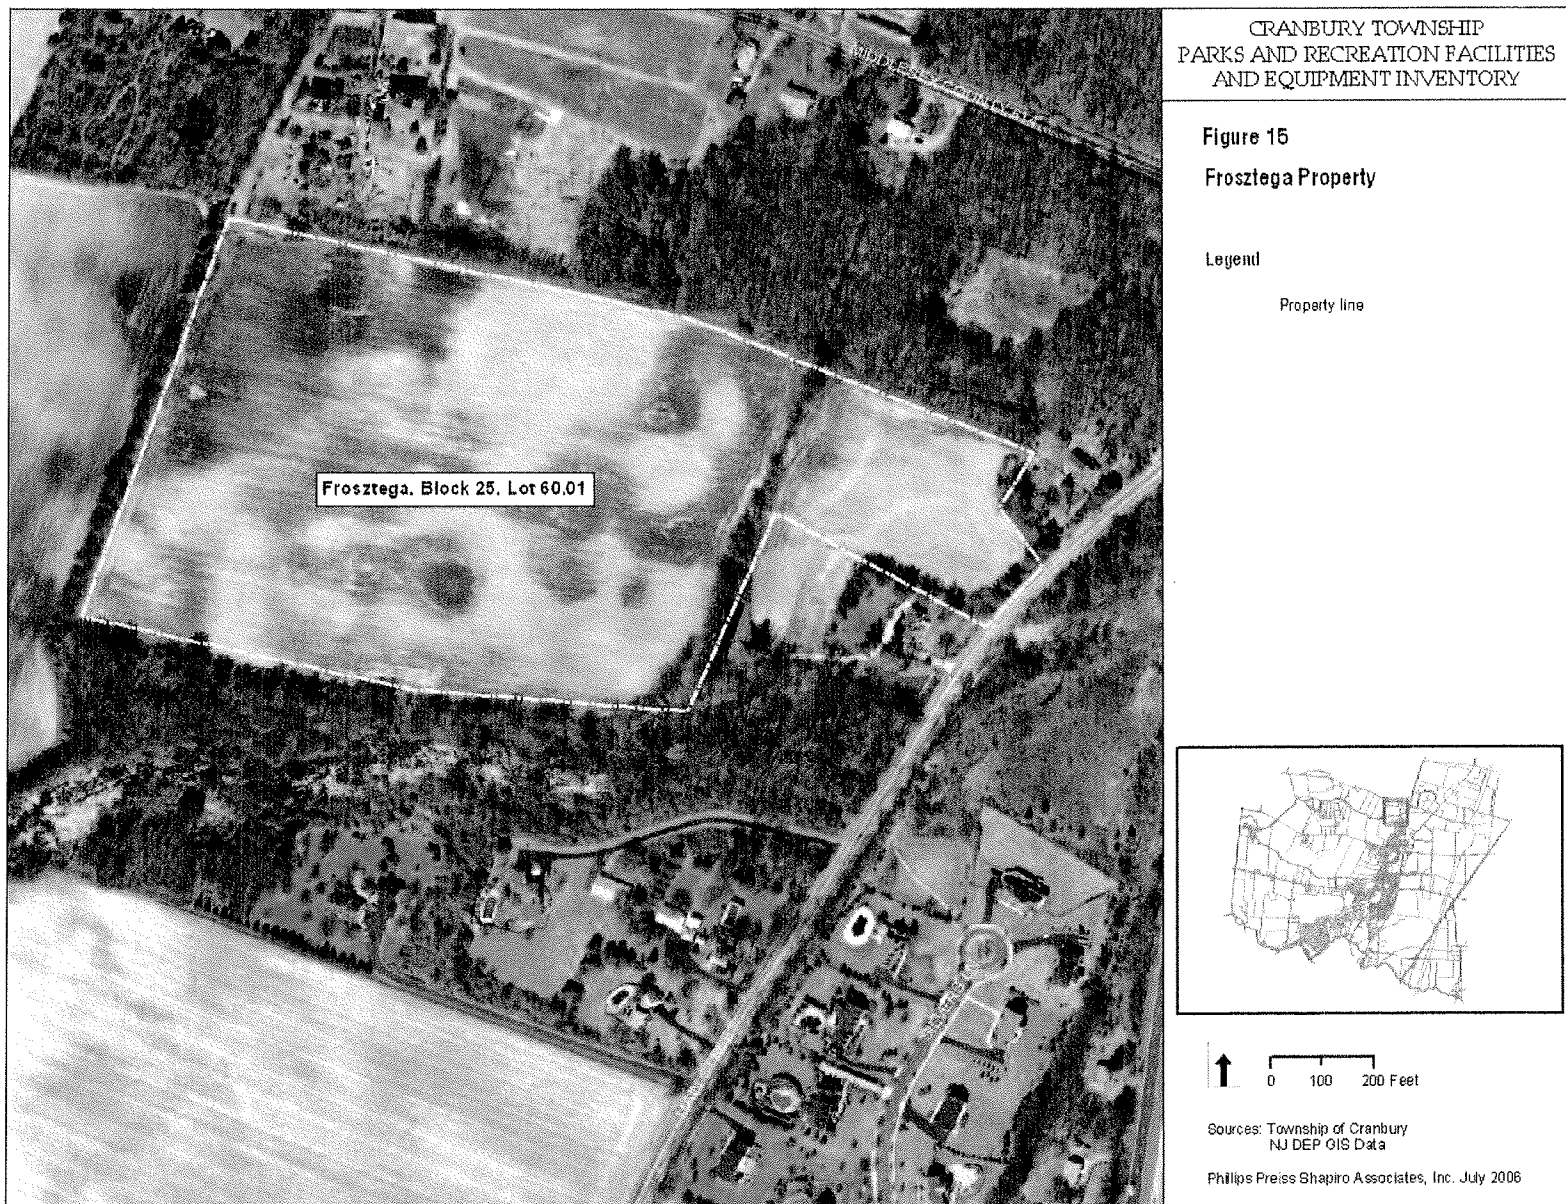 CRANBURY TOWNSHIP
PARKS AND RECREATION FACILITIES
AND EQUIPMENT INVENTORY
Figure 15
Frosztega Property
Legend
Property line
Frosztega, Block 25, Lot 60.01
0 100 200 Feet
Sources: Township of Cranbury
NJ DEP GIS Data
Phillips Preiss Shapiro Associates, Inc. July 2006